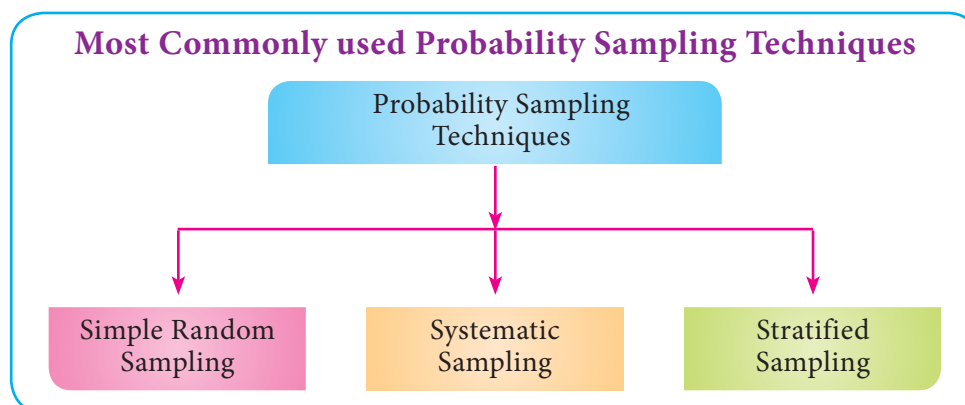 Most Commonly used Probability Sampling Techniques
Probability Sampling
Techniques
Simple Random
Sampling
Systematic
Sampling
Stratified
Sampling